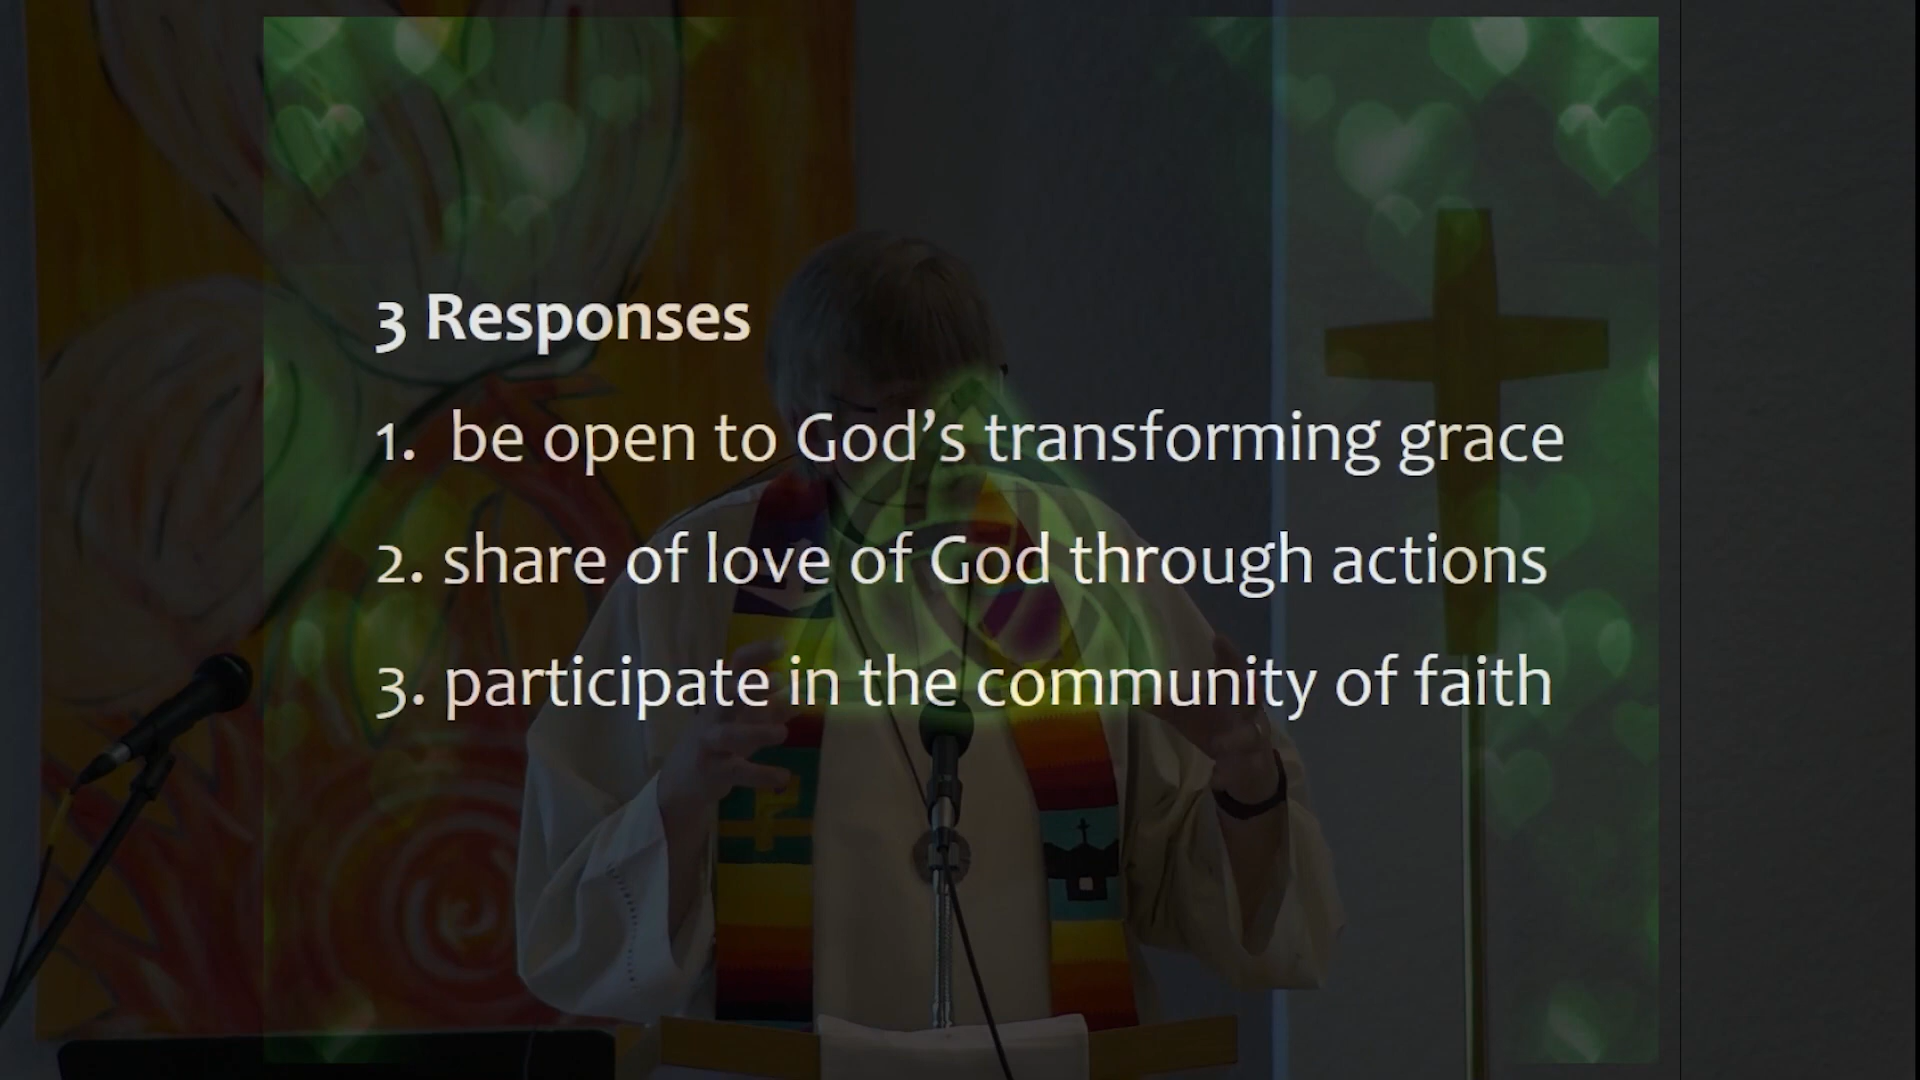 3 Responses
1. be open to God’s transforming grace
2. share of love of God through actions
3. participate in the community of faith